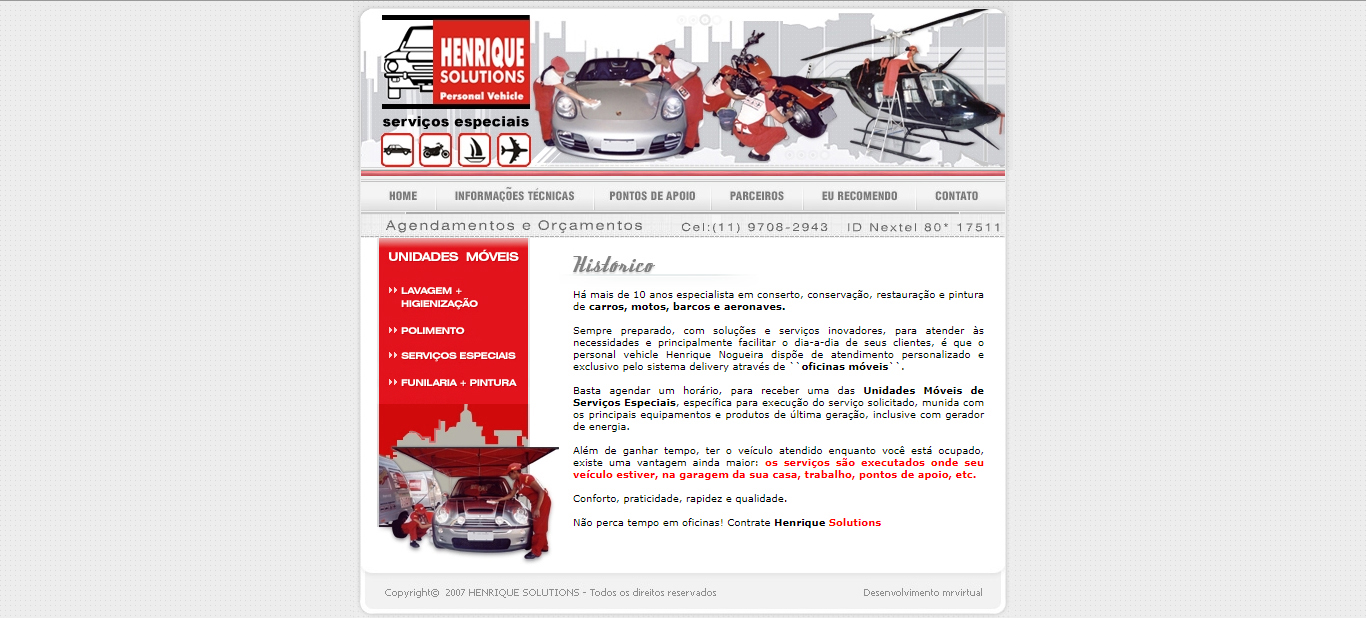 HENRIQUE
SOLUTIONS
Personal Vehicle
serviços especiais
HOME INFORMAÇÕES TÉCNICAS PONTOS DE APOIO PARCEIROS EU RECOMENDO CONTATO
Agendamentos e Orçamentos Cel:(11) 9708-2943 ID Nextel 80* 17511
UNIDADES MÓVEIS
LAVAGEM +
HIGIENIZAÇÃO
POLIMENTO
SERVIÇOS ESPECIAIS
FUNILARIA + PINTURA
Histórico
Há mais de 10 anos especialista em conserto, conservação, restauração e pintura
de carros, motos, barcos e aeronaves.
Sempre preparado, com soluções e serviços inovadores, para atender às
necessidades e principalmente facilitar o dia-a-dia de seus clientes, é que o
personal vehicle Henrique Nogueira dispõe de atendimento personalizado e
exclusivo pelo sistema delivery através de ``oficinas móveis``.
Basta agendar um horário, para receber uma das Unidades Móveis de
Serviços Especiais, específica para execução do serviço solicitado, munida com
os principais equipamentos e produtos de última geração, inclusive com gerador
de energia.
Além de ganhar tempo, ter o veículo atendido enquanto você está ocupado,
existe uma vantagem ainda maior: os serviços são executados onde seu
veículo estiver, na garagem da sua casa, trabalho, pontos de apoio, etc.
Conforto, praticidade, rapidez e qualidade.
Não perca tempo em oficinas! Contrate Henrique Solutions
Copyright© 2007 HENRIQUE SOLUTIONS - Todos os direitos reservados Desenvolvimento mrvirtual